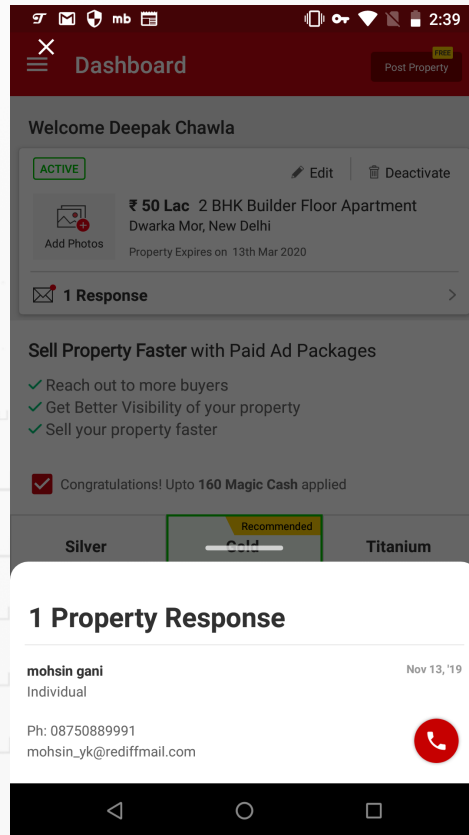 mb
2:39
Dashboard
FREE
Post Property
Welcome Deepak Chawla
ACTIVE
Edit
Deactivate
₹ 50 Lac 2 BHK Builder Floor Apartment
Dwarka Mor, New Delhi
Add Photos
Property Expires on 13th Mar 2020
1 Response
Sell Property Faster with Paid Ad Packages
Reach out to more buyers
Get Better Visibility of your property
Sell your property faster
Congratulations! Upto 160 Magic Cash applied
Recommended
Silver
Gold
Titanium
1 Property Response
mohsin gani
Nov 13, '19
Individual
Ph: 08750889991
mohsin_yk@rediffmail.com